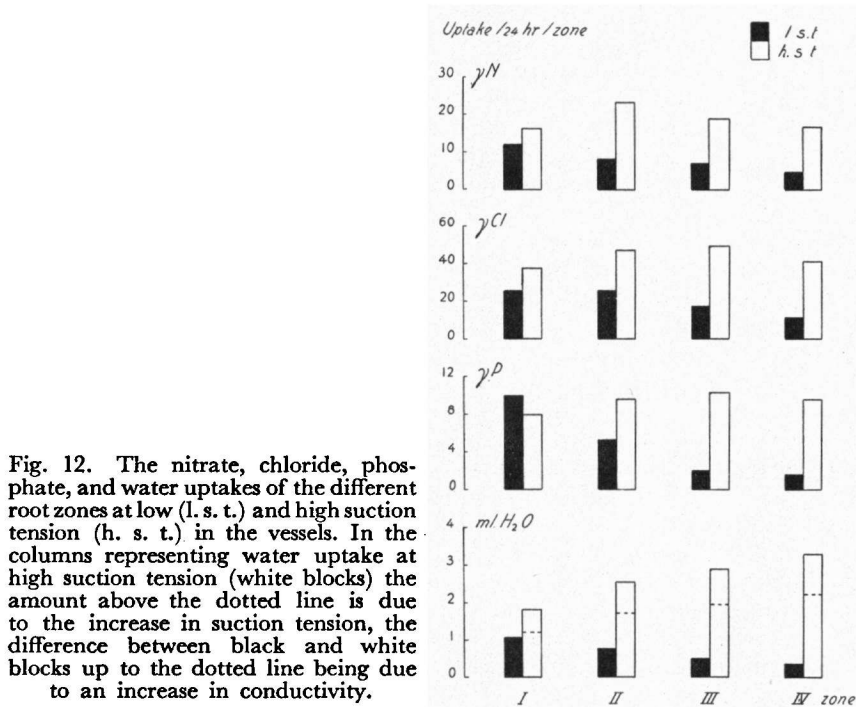 Uptake /24 hr / zone
l s.t
h. s t
γN
30
20
10
0
γCl
60
40
20
0
γP
12
8
4
0
ml. H₂O
4
3
2
1
0
I II III IV zone
Fig. 12. The nitrate, chloride, phos-
phate, and water uptakes of the different
root zones at low (l. s. t.) and high suction
tension (h. s. t.) in the vessels. In the
columns representing water uptake at
high suction tension (white blocks) the
amount above the dotted line is due
to the increase in suction tension, the
difference between black and white
blocks up to the dotted line being due
to an increase in conductivity.